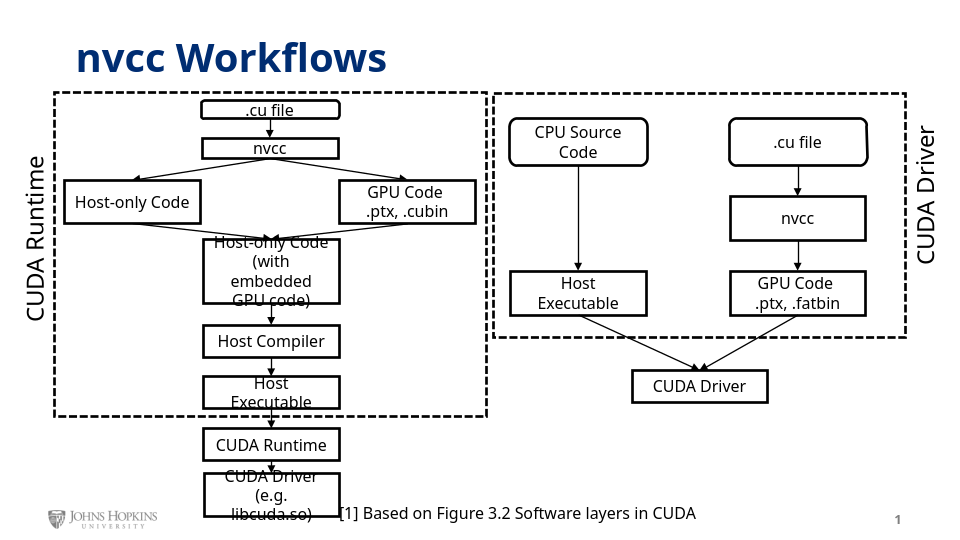 nvcc Workflows
CUDA Runtime
.cu file
nvcc
Host-only Code
GPU Code
.ptx, .cubin
Host-only Code
(with
embedded
GPU code)
Host Compiler
Host
Executable
CUDA Runtime
CUDA Driver
(e.g.
libcuda.so)
CPU Source
Code
.cu file
nvcc
Host
Executable
GPU Code
.ptx, .fatbin
CUDA Driver
CUDA Driver
JOHNS HOPKINS
UNIVERSITY
[1] Based on Figure 3.2 Software layers in CUDA
1